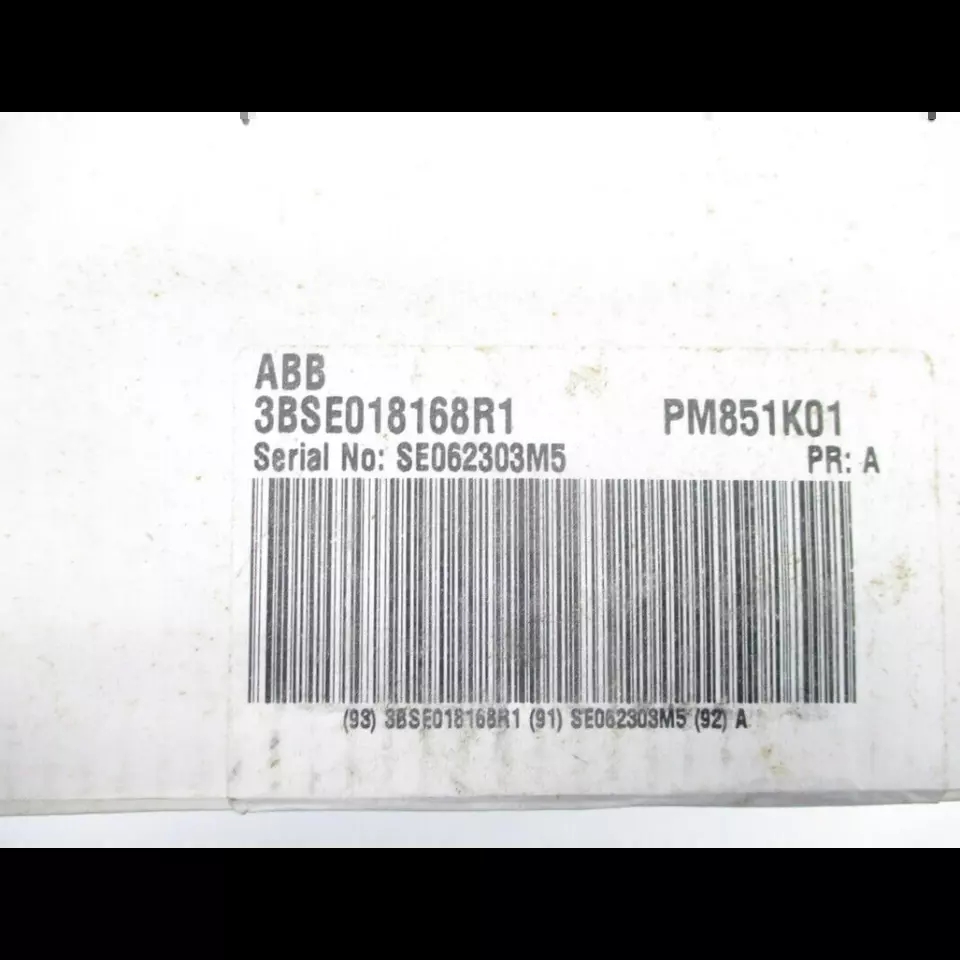 ABB
3BSE018168R1 PM851K01
Serial No: SE062303M5 PR: A
(93) 3BSE018168R1 (91) SE062303M5 (92) A